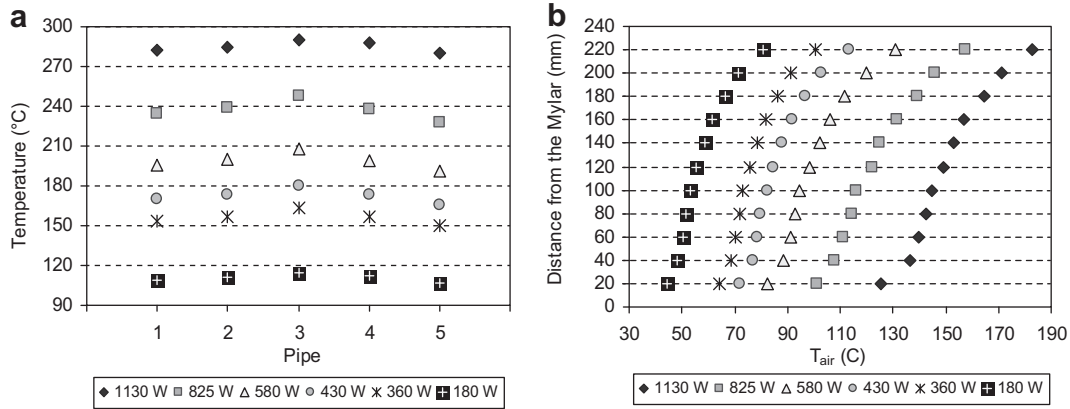 a
300
270
240
210
180
150
120
90
Temperature (°C)
1 2 3 4 5
Pipe
1130 W 825 W 580 W 430 W 360 W 180 W
b
220
200
180
160
140
120
100
80
60
40
20
0
Distance from the Mylar (mm)
30 50 70 90 110 130 150 170 190
Tair (C)
1130 W 825 W 580 W 430 W 360 W 180 W